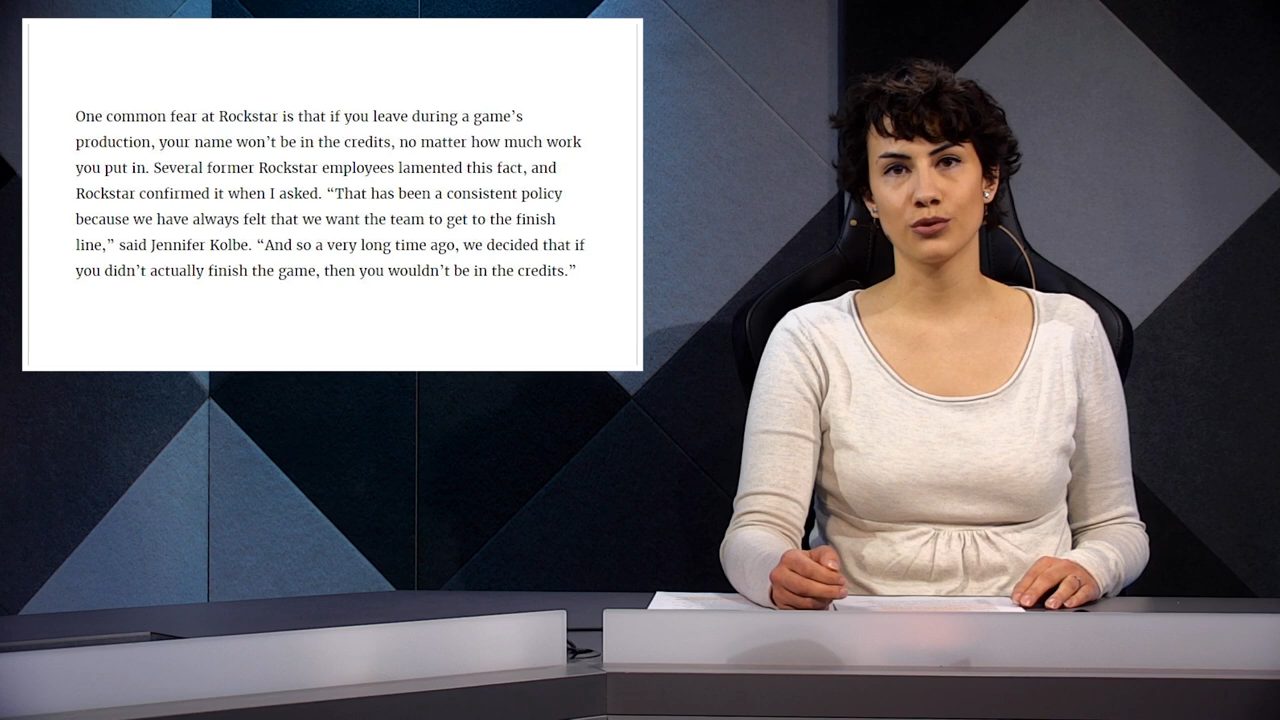 One common fear at Rockstar is that if you leave during a game’s
production, your name won’t be in the credits, no matter how much work
you put in. Several former Rockstar employees lamented this fact, and
Rockstar confirmed it when I asked. “That has been a consistent policy
because we have always felt that we want the team to get to the finish
line,” said Jennifer Kolbe. “And so a very long time ago, we decided that if
you didn’t actually finish the game, then you wouldn’t be in the credits.”